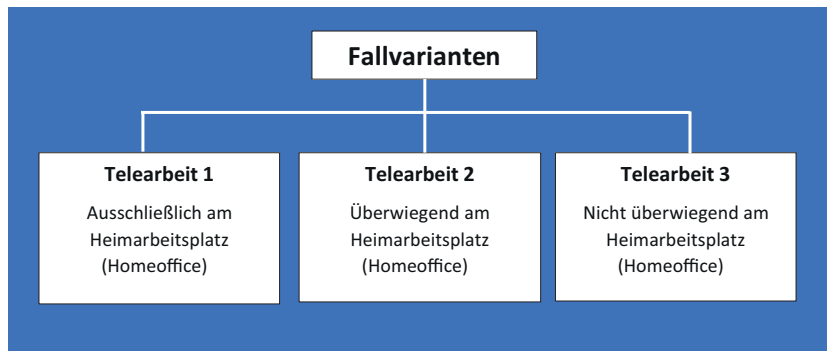 Fallvarianten
Telearbeit 1
Ausschließlich am
Heimarbeitsplatz
(Homeoffice)
Telearbeit 2
Überwiegend am
Heimarbeitsplatz
(Homeoffice)
Telearbeit 3
Nicht überwiegend am
Heimarbeitsplatz
(Homeoffice)